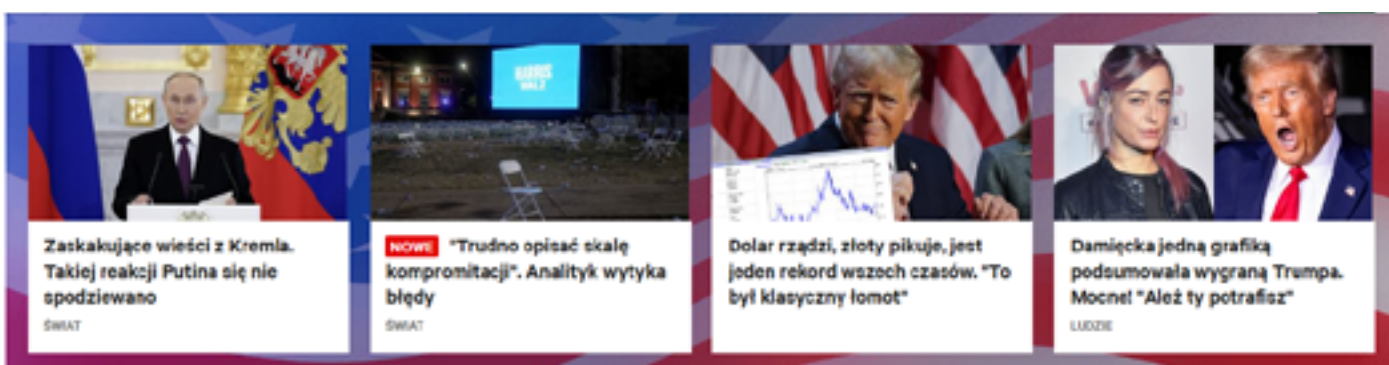 HARRIS
WALZ
Zaskakujące wieści z Kremla.
Takiej reakcji Putina się nie
spodziewano
ŚWIAT
NOWE "Trudno opisać skalę
kompromitacji". Analityk wytyka
błędy
ŚWIAT
Dolar rządzi, złoty pikuje, jest
jeden rekord wszech czasów. "To
był klasyczny łomot"
Damięcka jedną grafiką
podsumowała wygraną Trumpa.
Mocne! "Ależ ty potrafisz"
LUDZIE